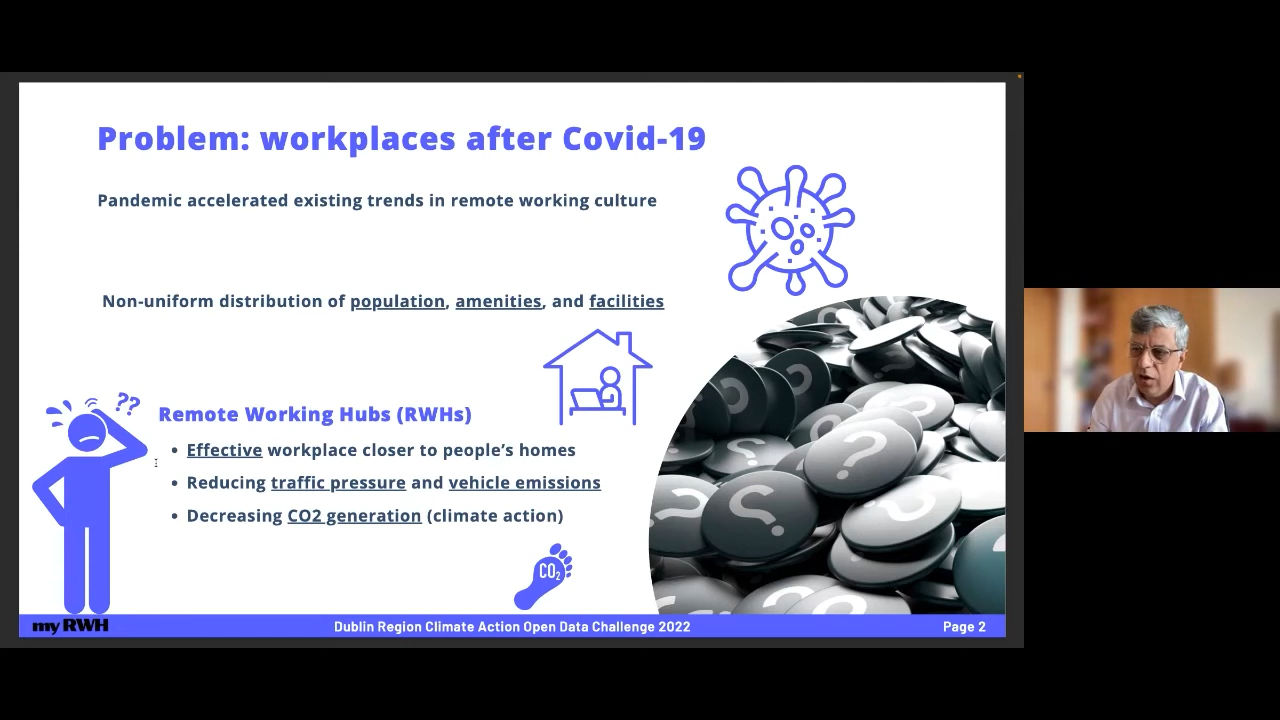 Problem: workplaces after Covid-19
Pandemic accelerated existing trends in remote working culture
Non-uniform distribution of population, amenities, and facilities
??
Remote Working Hubs (RWHs)
• Effective workplace closer to people’s homes
• Reducing traffic pressure and vehicle emissions
• Decreasing CO2 generation (climate action)
CO₂
my RWH
Dublin Region Climate Action Open Data Challenge 2022
Page 2